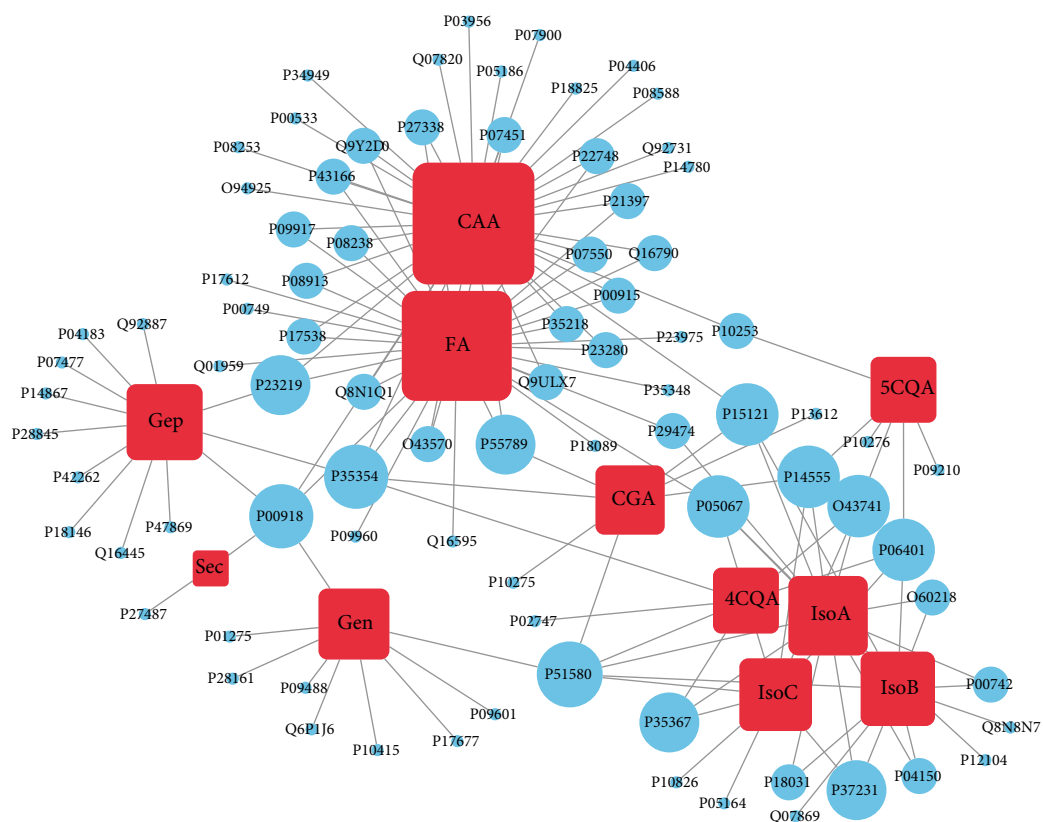 P03956
P07900
Q07820
P05186
P04406
P34949
P18825
P08588
P00533
P27338
P07451
P08253
Q9Y2D0
P22748
Q92731
P14780
P43166
O94925
P21397
CAA
P09917
P08238
P07550
Q16790
P17612
P08913
P00915
P00749
P35218
P10253
P17538
FA
P23280
P23975
Q92887
P04183
P07477
Q01959
P23219
Q8N1Q1
Q9ULX7
P35348
5CQA
P14867
Gep
P15121
P13612
P28845
O43570
P55789
P18089
P29474
P10276
P09210
P42262
P35354
CGA
P14555
P05067
O43741
P18146
P47869
P00918
P09960
Q16595
Q16445
P06401
Sec
P10275
4CQA
IsoA
O60218
P27487
P01275
Gen
P02747
P28161
P09488
P51580
IsoC
IsoB
P00742
Q6P1J6
P09601
P35367
Q8N8N7
P10415
P17677
P12104
P10826
P18031
P04150
P05164
P37231
Q07869